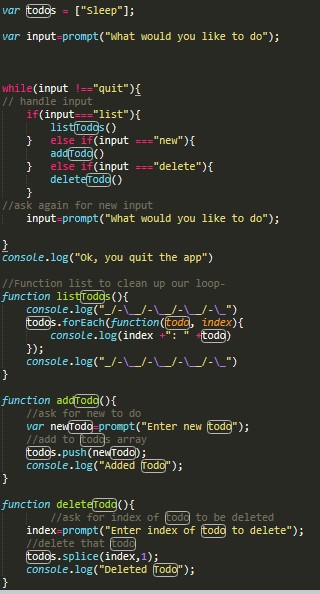 var todos = ["Sleep"];
var input=prompt("What would you like to do");
while(input !=="quit"){
// handle input
if(input==="list"){
listTodos()
} else if(input ==="new"){
addTodo()
} else if(input ==="delete"){
deleteTodo()
}
//ask again for new input
input=prompt("What would you like to do");
}
console.log("Ok, you quit the app")
//Function list to clean up our loop-
function listTodos(){
console.log("_/-\__/-\__/-\__/-\_")
todos.forEach(function(todo, index){
console.log(index +": " +todo)
});
console.log("_/-\__/-\__/-\__/-\_")
}
function addTodo(){
//ask for new to do
var newTodo=prompt("Enter new todo");
//add to todos array
todos.push(newTodo);
console.log("Added Todo");
}
function deleteTodo(){
//ask for index of todo to be deleted
index=prompt("Enter index of todo to delete");
//delete that todo
todos.splice(index,1);
console.log("Deleted Todo");
}